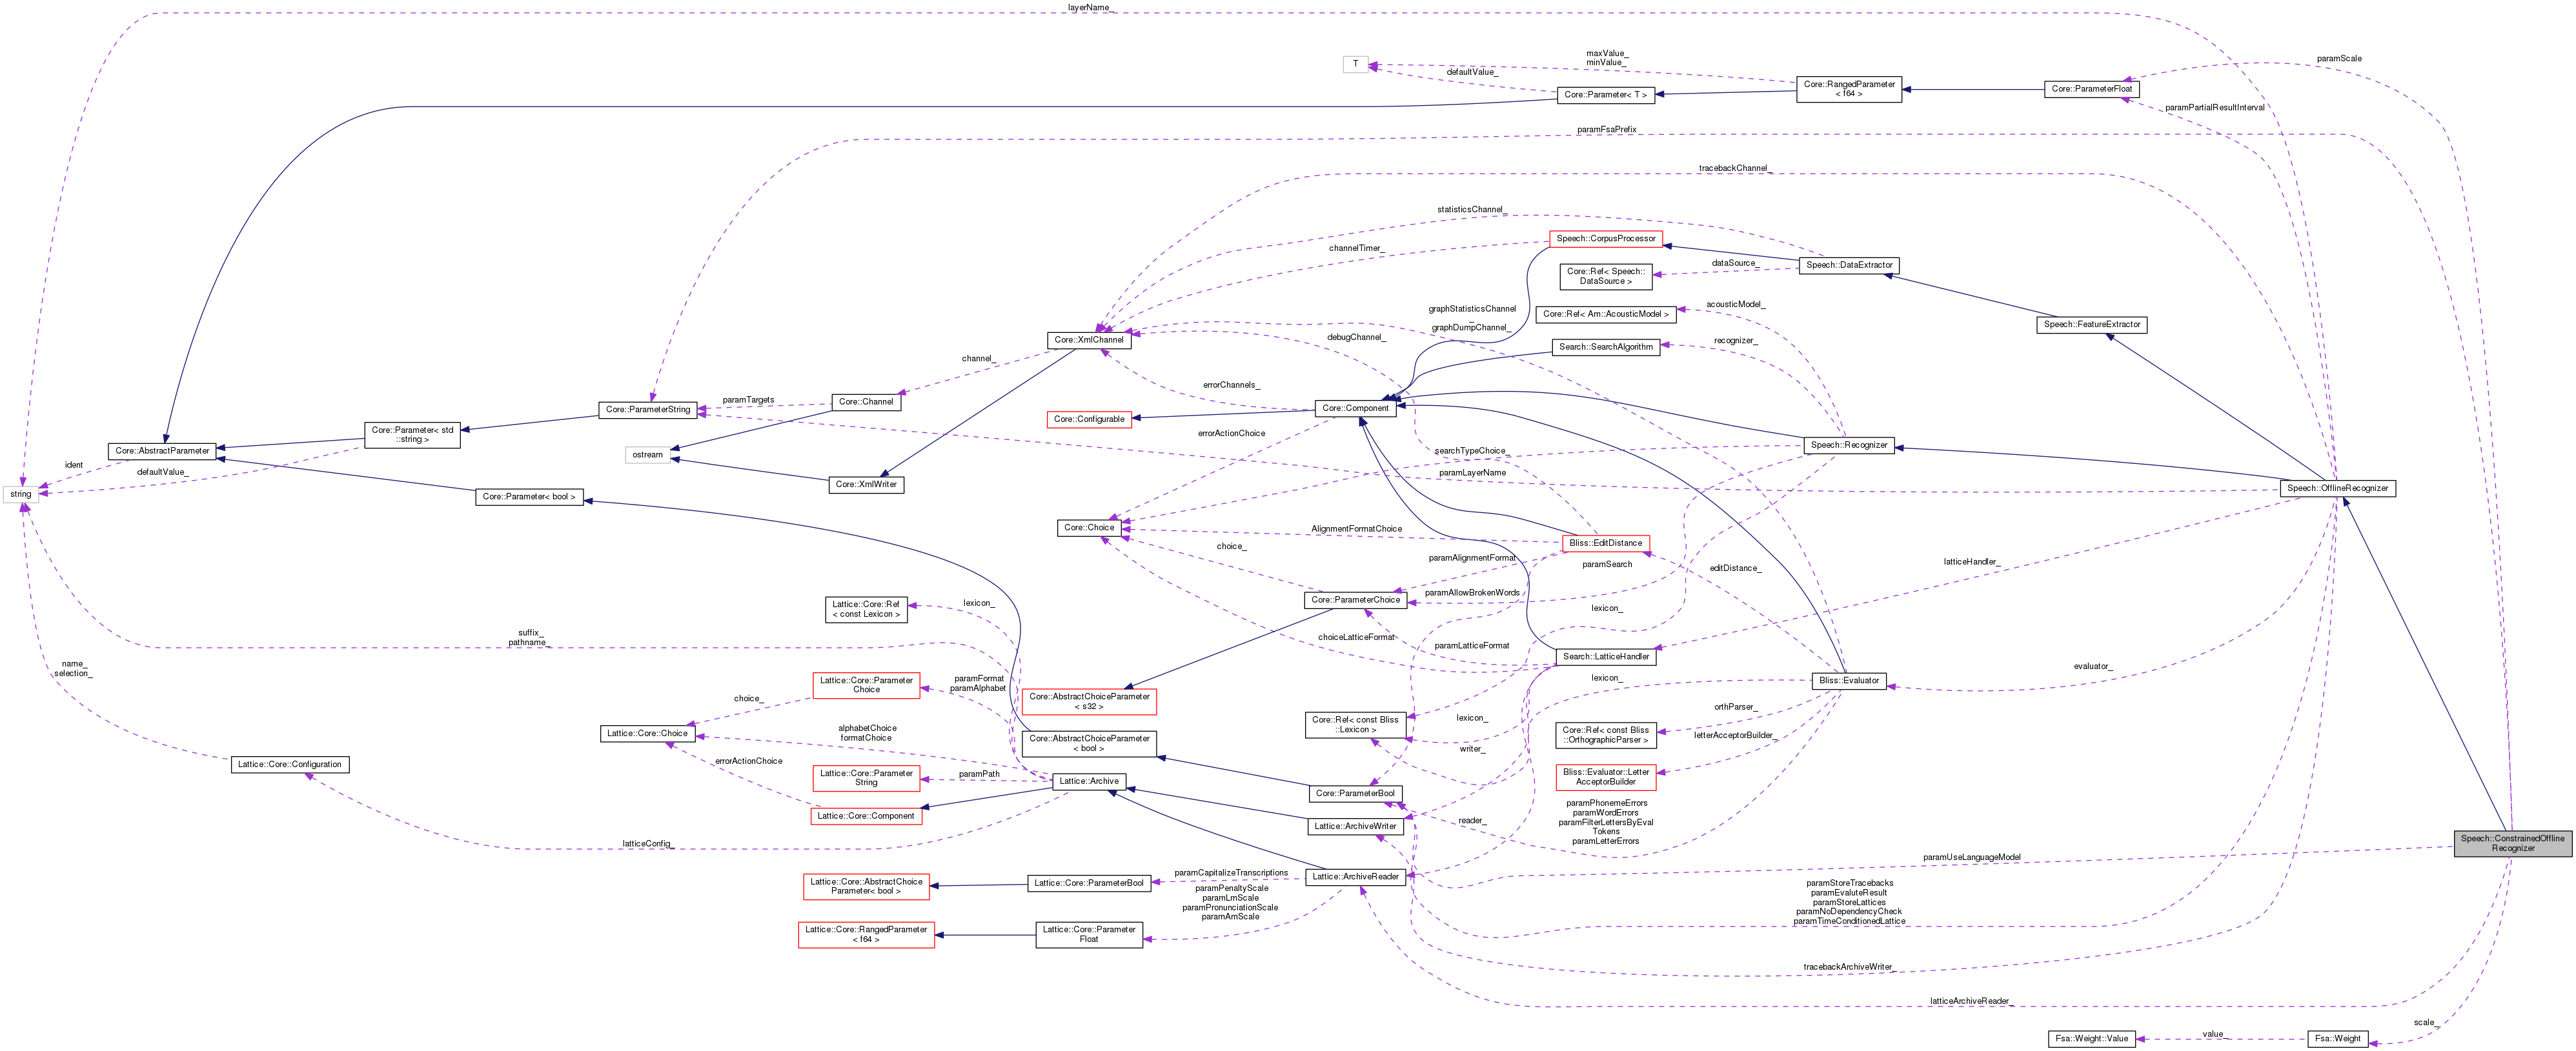 layerName_
maxValue_
minValue_
T
defaultValue_
paramScale
Core::RangedParameter
< f64 >
Core::ParameterFloat
Core::Parameter< T >
paramPartialResultInterval
paramFsaPrefix
tracebackChannel_
statisticsChannel_
Speech::CorpusProcessor
channelTimer_
dataSource_
Speech::DataExtractor
Core::Ref< Speech::
DataSource >
acousticModel_
graphStatisticsChannel
_
graphDumpChannel_
Core::Ref< Am::AcousticModel >
Speech::FeatureExtractor
debugChannel_
Core::XmlChannel
recognizer_
Search::SearchAlgorithm
channel_
errorChannels_
paramTargets
Core::Channel
Core::ParameterString
Core::Component
Core::Configurable
Core::Parameter< std
::string >
errorActionChoice
Speech::Recognizer
Core::AbstractParameter
searchTypeChoice_
ostream
ident
defaultValue_
paramLayerName
Core::XmlWriter
string
Core::Parameter< bool >
Speech::OfflineRecognizer
Core::Choice
AlignmentFormatChoice
Bliss::EditDistance
choice_
paramAlignmentFormat
paramSearch
editDistance_
latticeHandler_
paramAllowBrokenWords
Core::ParameterChoice
Lattice::Core::Ref
< const Lexicon >
lexicon_
lexicon_
suffix_
pathname_
choiceLatticeFormat
paramLatticeFormat
Search::LatticeHandler
name_
selection_
evaluator_
Lattice::Core::Parameter
Choice
paramFormat
paramAlphabet
lexicon_
Bliss::Evaluator
Core::AbstractChoiceParameter
< s32 >
choice_
orthParser_
Lattice::Core::Choice
alphabetChoice
formatChoice
Core::Ref< const Bliss
::Lexicon >
lexicon_
Core::Ref< const Bliss
::OrthographicParser >
letterAcceptorBuilder_
Core::AbstractChoiceParameter
< bool >
writer_
Lattice::Core::Configuration
errorActionChoice
Lattice::Core::Parameter
String
paramPath
Lattice::Archive
Bliss::Evaluator::Letter
AcceptorBuilder
Core::ParameterBool
Lattice::Core::Component
paramPhonemeErrors
paramWordErrors
paramFilterLettersByEval
Tokens
paramLetterErrors
Lattice::ArchiveWriter
reader_
latticeConfig_
Speech::ConstrainedOffline
Recognizer
paramUseLanguageModel
paramCapitalizeTranscriptions
Lattice::ArchiveReader
Lattice::Core::AbstractChoice
Parameter< bool >
Lattice::Core::ParameterBool
paramPenaltyScale
paramLmScale
paramPronunciationScale
paramAmScale
paramStoreTracebacks
paramEvaluteResult
paramStoreLattices
paramNoDependencyCheck
paramTimeConditionedLattice
Lattice::Core::RangedParameter
< f64 >
Lattice::Core::Parameter
Float
tracebackArchiveWriter_
latticeArchiveReader_
scale_
Fsa::Weight::Value
value_
Fsa::Weight